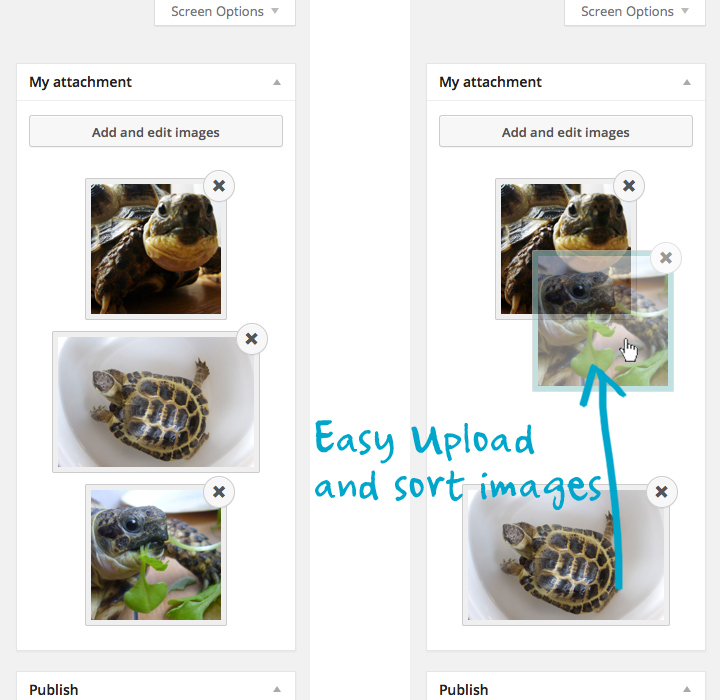 Screen Options
My attachment
Add and edit images
Publish
Screen Options
My attachment
Add and edit images
Publish
Easy Upload
and sort images